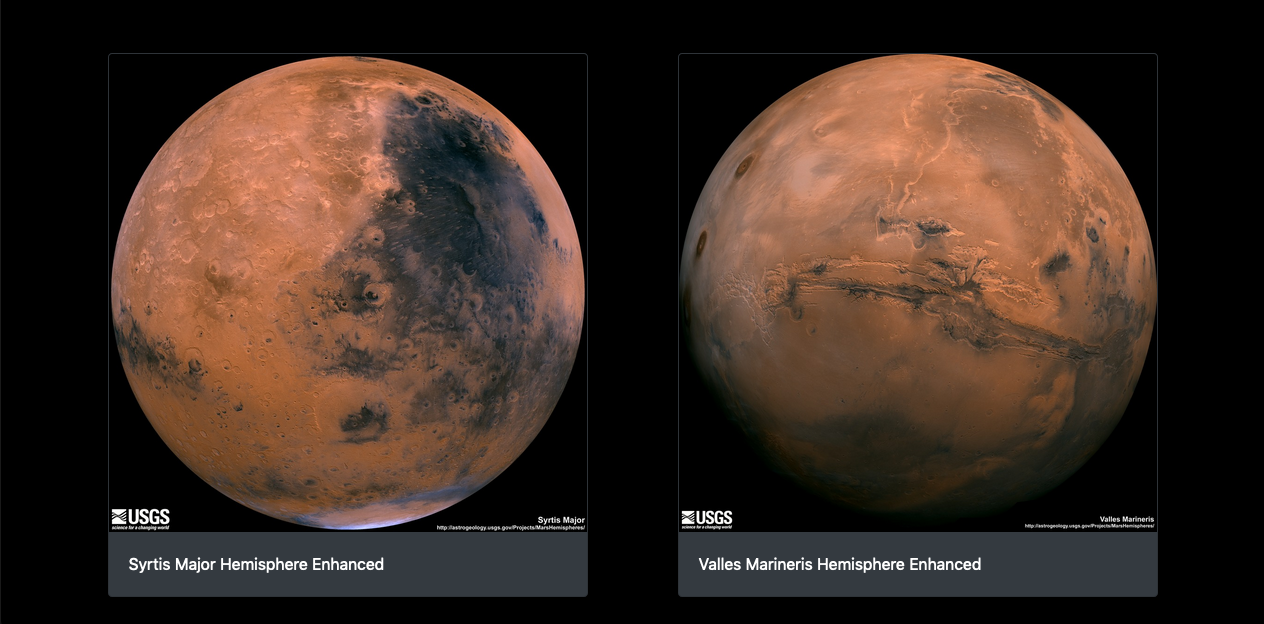 USGS
science for a changing world
Syrtis Major
http://astrogeology.usgs.gov/Projects/MarsHemispheres/
Syrtis Major Hemisphere Enhanced
USGS
science for a changing world
Valles Marineris
http://astrogeology.usgs.gov/Projects/MarsHemispheres/
Valles Marineris Hemisphere Enhanced